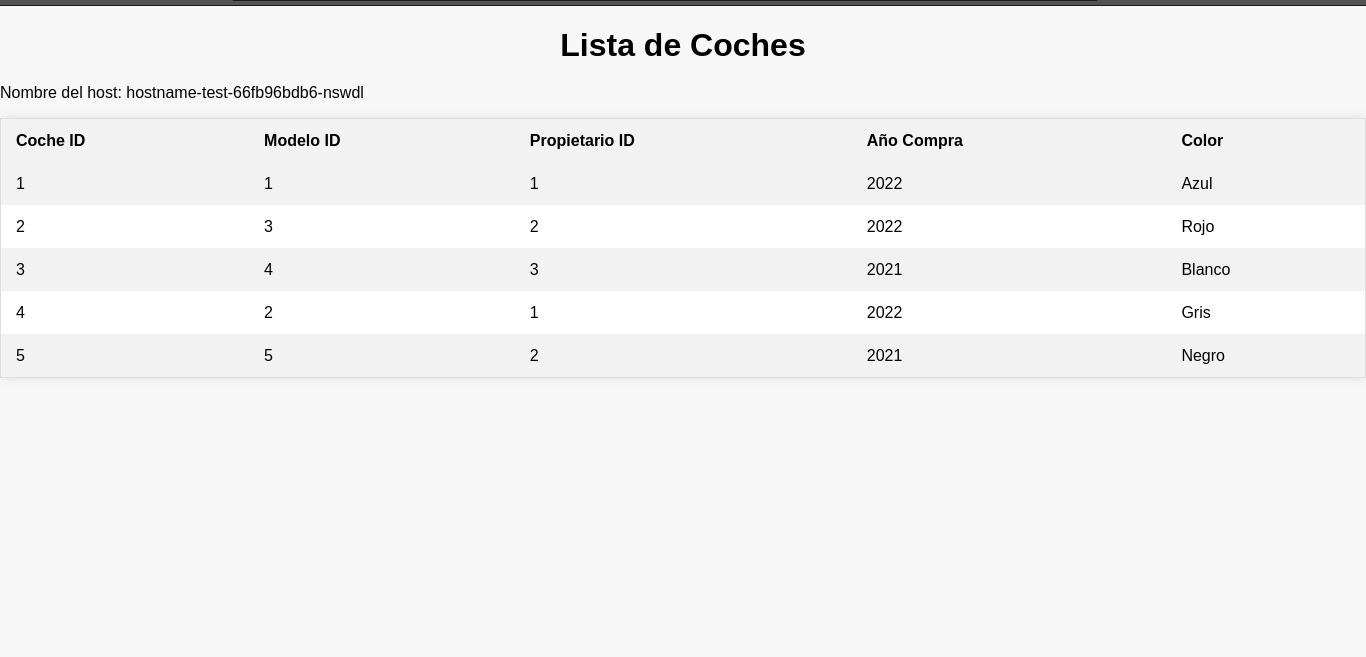 Lista de Coches
Nombre del host: hostname-test-66fb96bdb6-nswdl
Coche ID Modelo ID Propietario ID Año Compra Color
1 1 1 2022 Azul
2 3 2 2022 Rojo
3 4 3 2021 Blanco
4 2 1 2022 Gris
5 5 2 2021 Negro